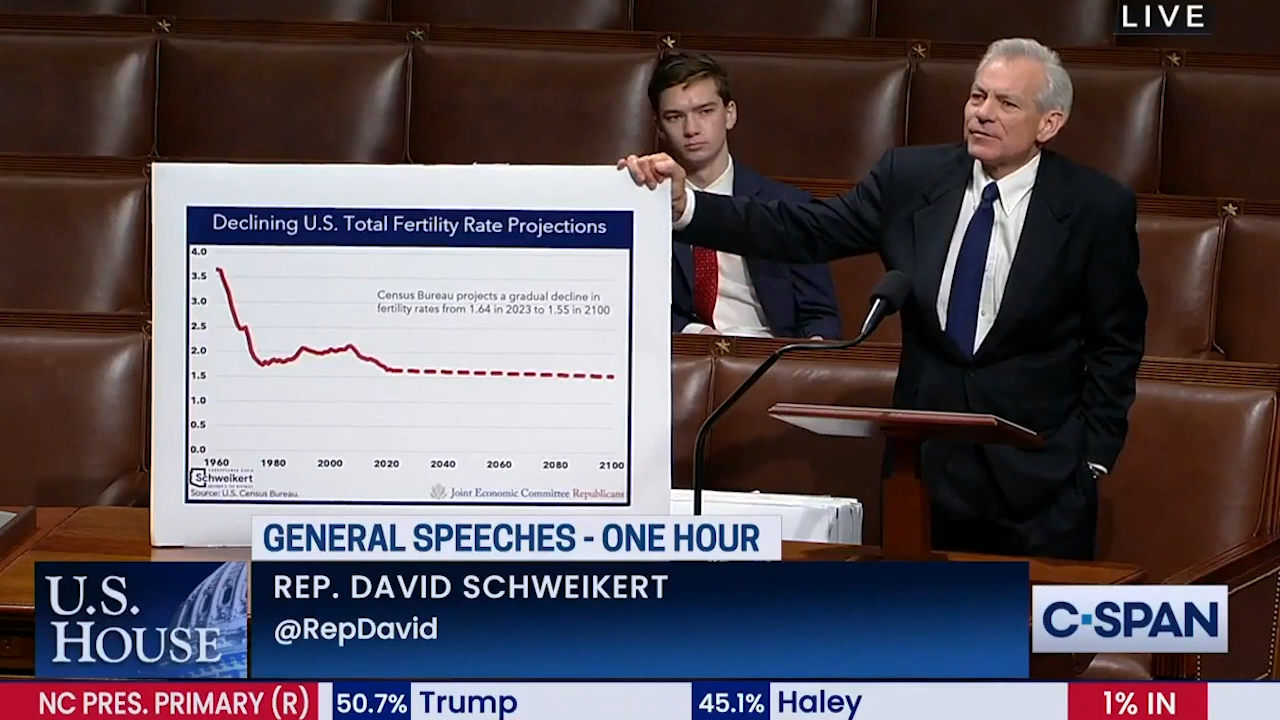 LIVE
Declining U.S. Total Fertility Rate Projections
4.0
3.5
3.0
2.5
2.0
1.5
1.0
0.5
0.0
Census Bureau projects a gradual decline in
fertility rates from 1.64 in 2023 to 1.55 in 2100
1960 1980 2000 2020 2040 2060 2080 2100
Schweikert
Source: U.S. Census Bureau.
Joint Economic Committee Republicans
GENERAL SPEECHES - ONE HOUR
U.S.
HOUSE
REP. DAVID SCHWEIKERT
@RepDavid
C-SPAN
NC PRES. PRIMARY (R) 50.7% Trump 45.1% Haley 1% IN